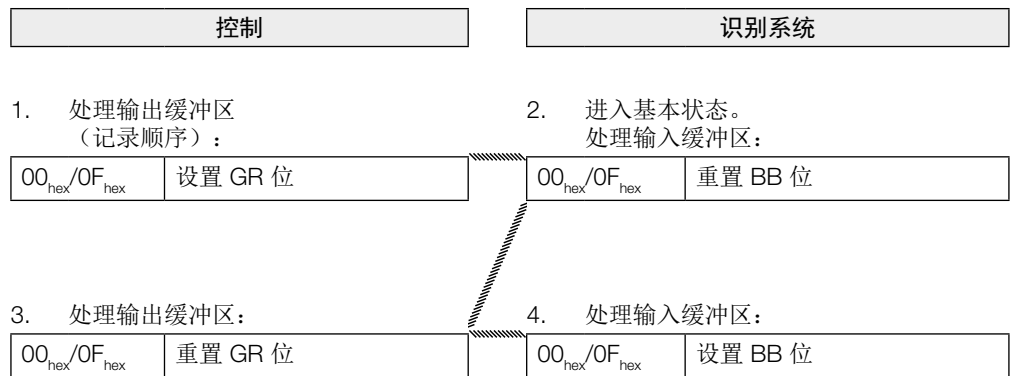 控制
识别系统
1. 处理输出缓冲区
（记录顺序）：
00hex/0Fhex 设置 GR 位
2. 进入基本状态。
处理输入缓冲区：
00hex/0Fhex 重置 BB 位
3. 处理输出缓冲区：
00hex/0Fhex 重置 GR 位
4. 处理输入缓冲区：
00hex/0Fhex 设置 BB 位